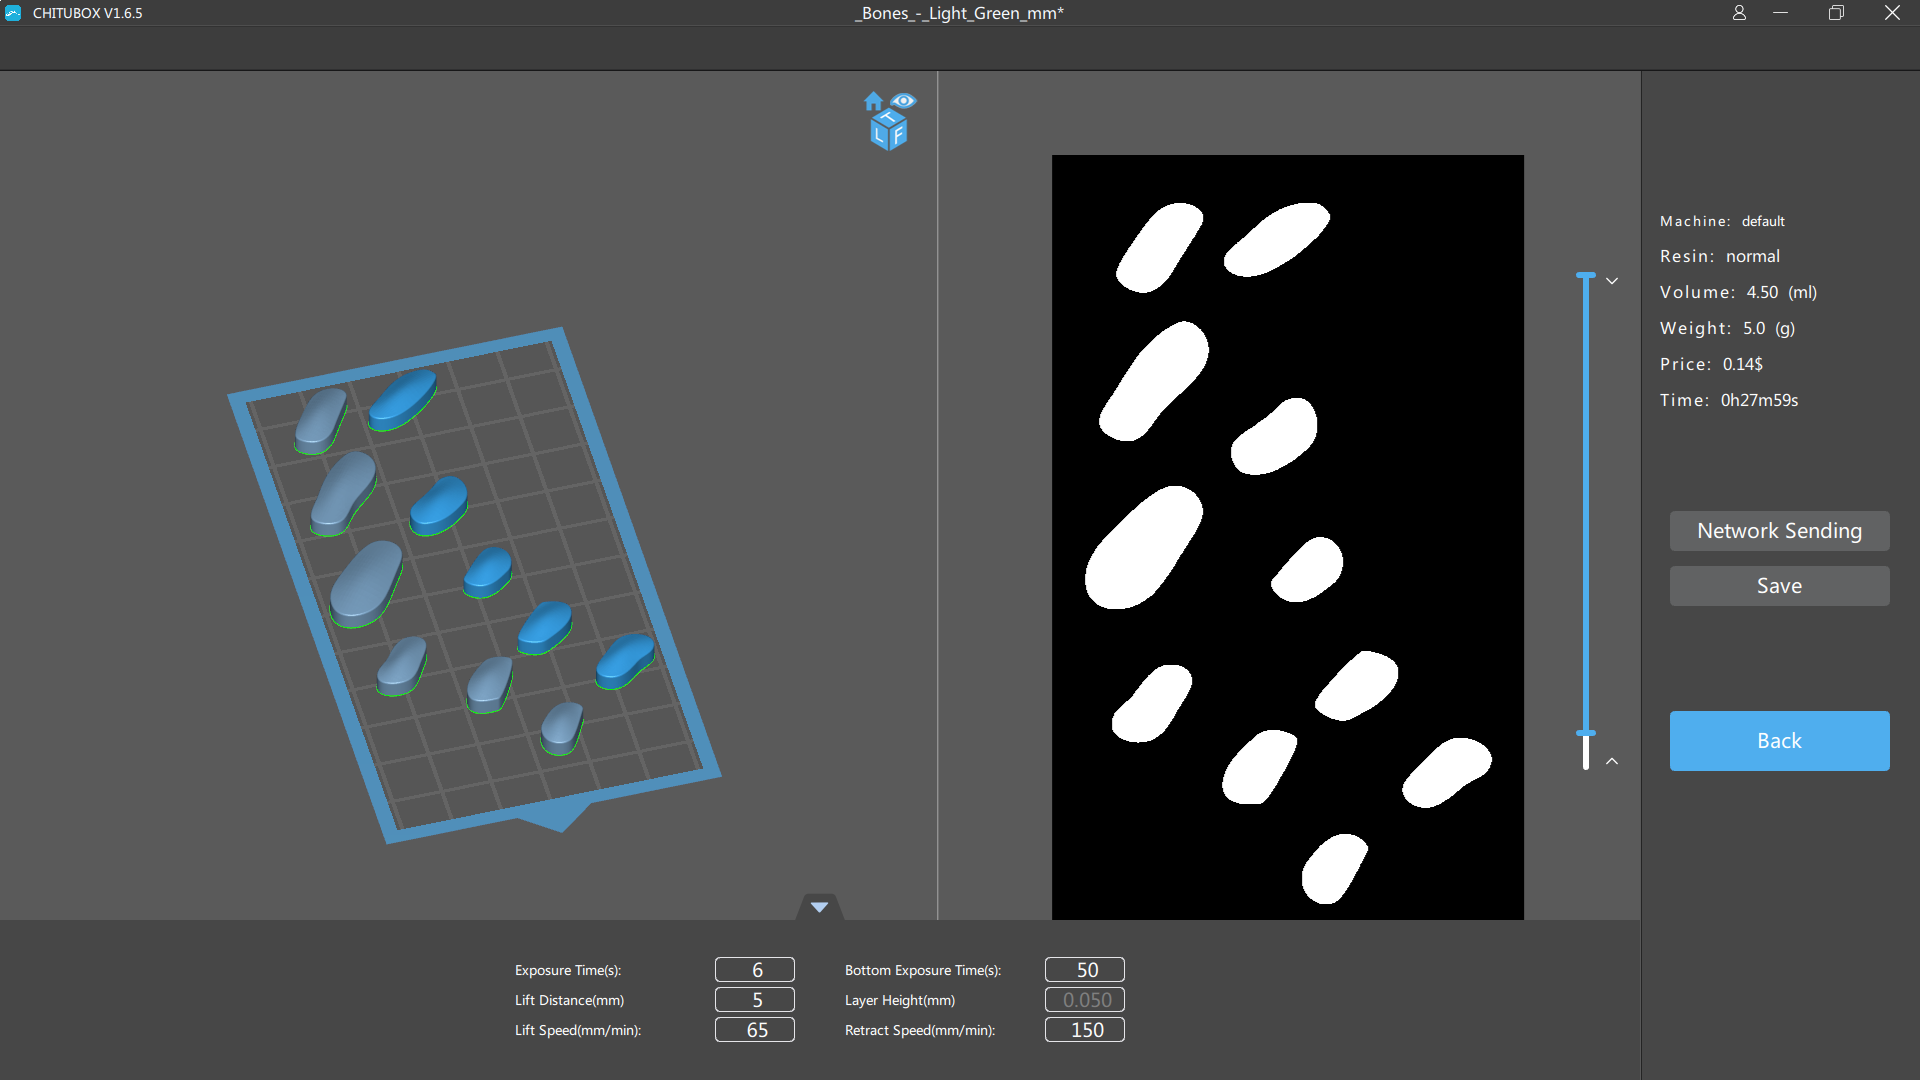 CHITUBOX V1.6.5
_Bones_-_Light_Green_mm*
T
L F
Machine: default
Resin: normal
Volume: 4.50 (ml)
Weight: 5.0 (g)
Price: 0.14$
Time: 0h27m59s
Network Sending
Save
Back
Exposure Time(s): 6 Bottom Exposure Time(s): 50
Lift Distance(mm) 5 Layer Height(mm) 0.050
Lift Speed(mm/min): 65 Retract Speed(mm/min): 150